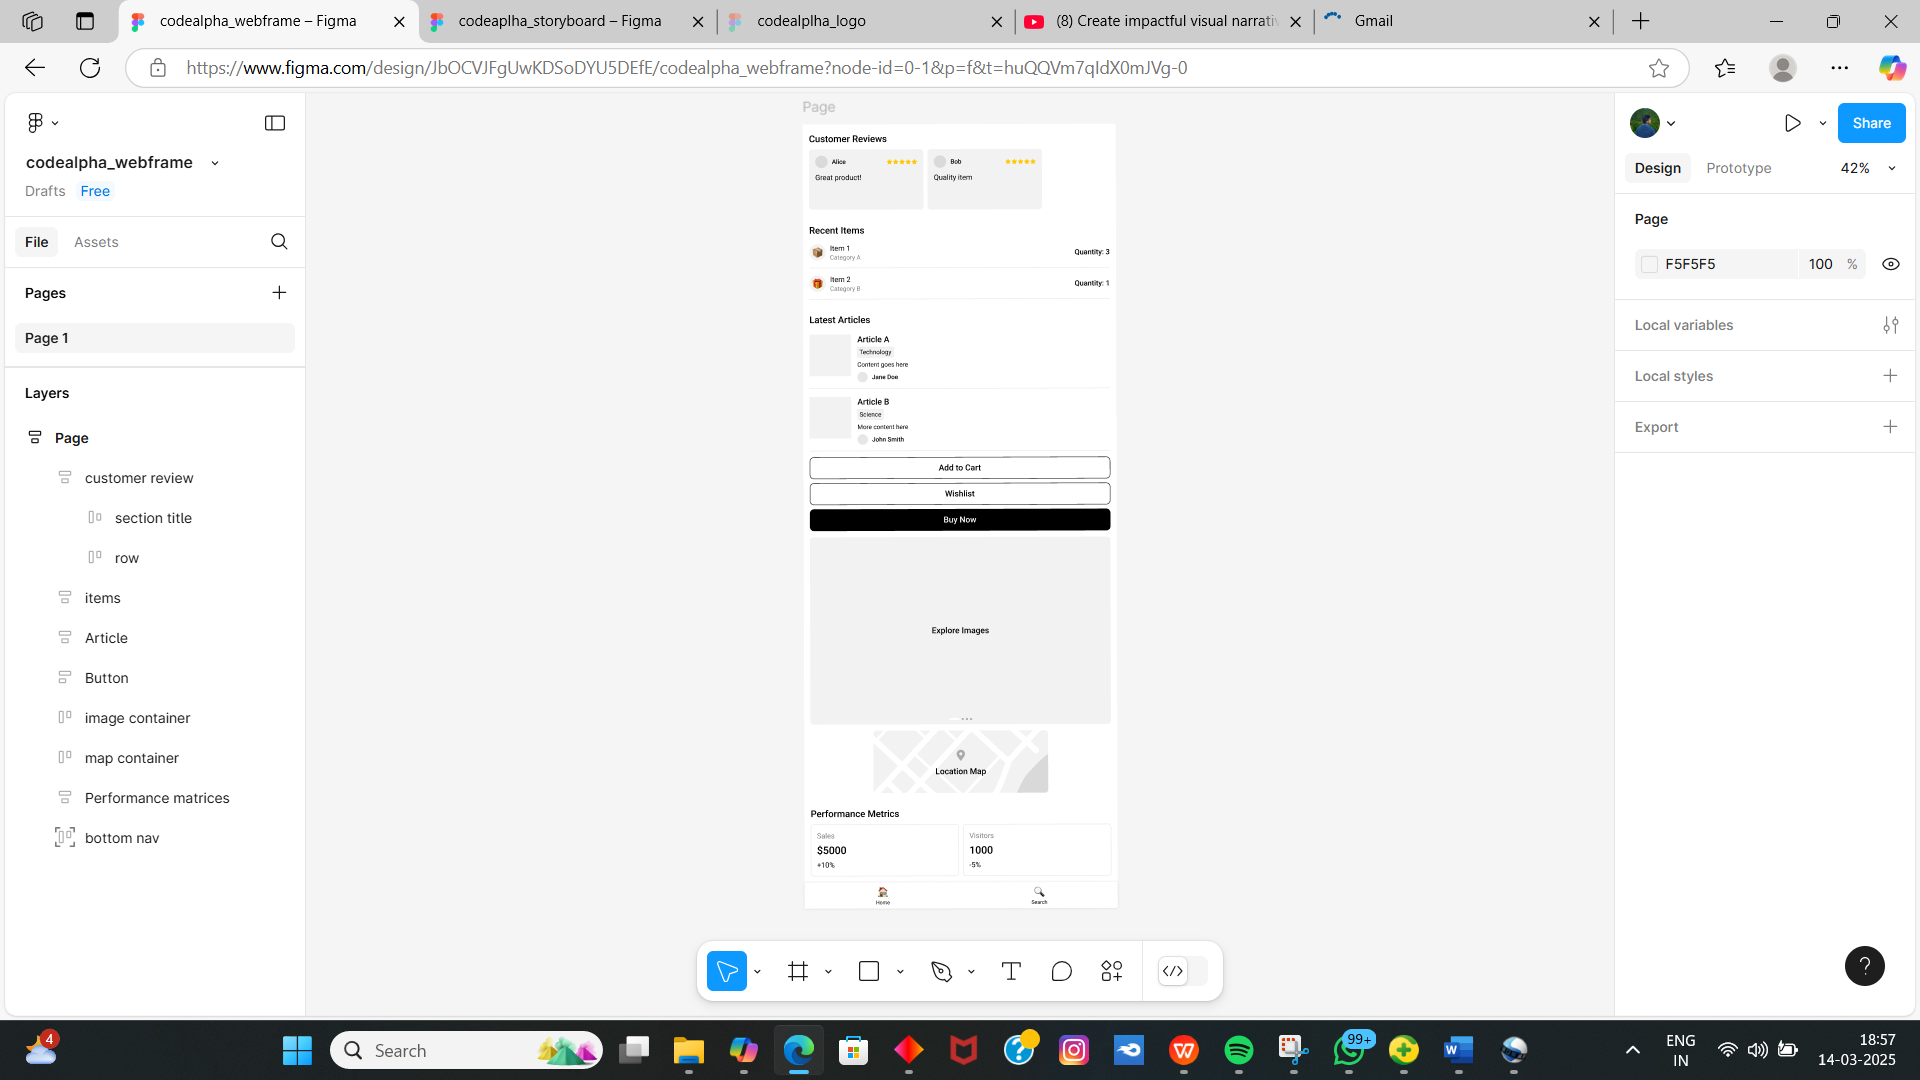 codealpha_webframe – Figma
codeaplha_storyboard – Figma
codealplha_logo
(8) Create impactful visual narrativ
Gmail
https://www.figma.com/design/JbOCVJFgUwKDSoDYU5DEfE/codealpha_webframe?node-id=0-1&p=f&t=huQQVm7qIdX0mJVg-0
codealpha_webframe
Drafts Free
File Assets
Pages
Page 1
Layers
Page
customer review
section title
row
items
Article
Button
image container
map container
Performance matrices
bottom nav
Page
Customer Reviews
Alice
Great product!
Bob
Quality item
Recent Items
Item 1
Category A
Quantity: 3
Item 2
Category B
Quantity: 1
Latest Articles
Article A
Technology
Content goes here
Jane Doe
Article B
Science
More content here
John Smith
Add to Cart
Wishlist
Buy Now
Explore Images
Location Map
Performance Metrics
Sales
$5000
+10%
Visitors
1000
-5%
Home
Search
Share
Design Prototype 42%
Page
F5F5F5 100 %
Local variables
Local styles
Export
?
4
Search
99+
ENG
IN
18:57
14-03-2025